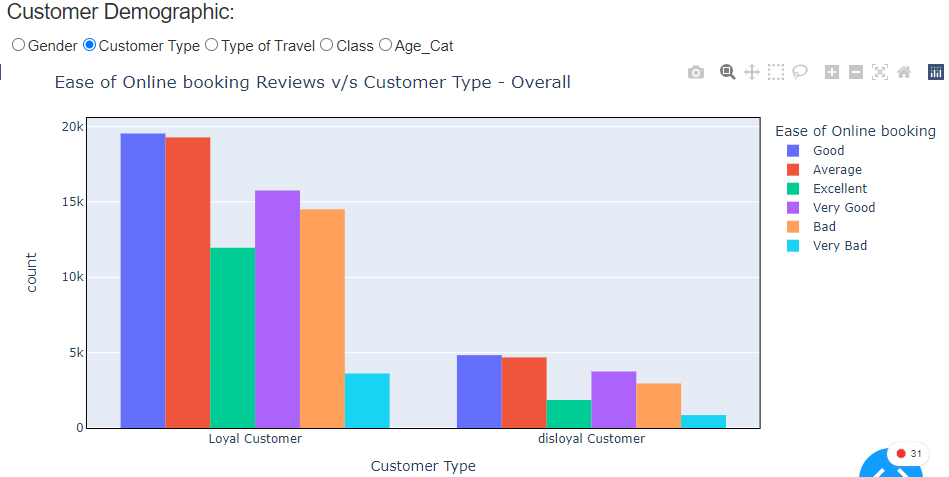 Customer Demographic:
Gender Customer Type Type of Travel Class Age_Cat
Ease of Online booking Reviews v/s Customer Type - Overall
20k
15k
10k
5k
0
count
Loyal Customer disloyal Customer
Customer Type
Ease of Online booking
Good
Average
Excellent
Very Good
Bad
Very Bad
31